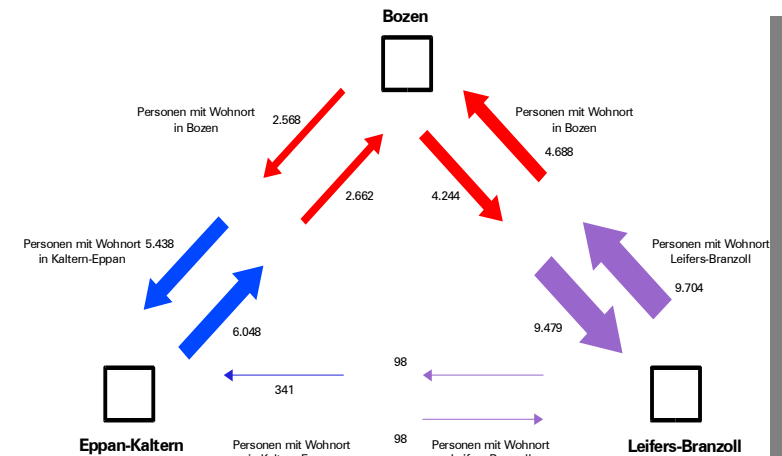 Bozen
Personen mit Wohnort
in Bozen
2.568
Personen mit Wohnort
in Bozen
4.688
2.662
4.244
Personen mit Wohnort 5.438
in Kaltern-Eppan
Personen mit Wohnort
Leifers-Branzoll
9.704
6.048
9.479
98
341
Eppan-Kaltern
Personen mit Wohnort
98
Personen mit Wohnort
Leifers-Branzoll